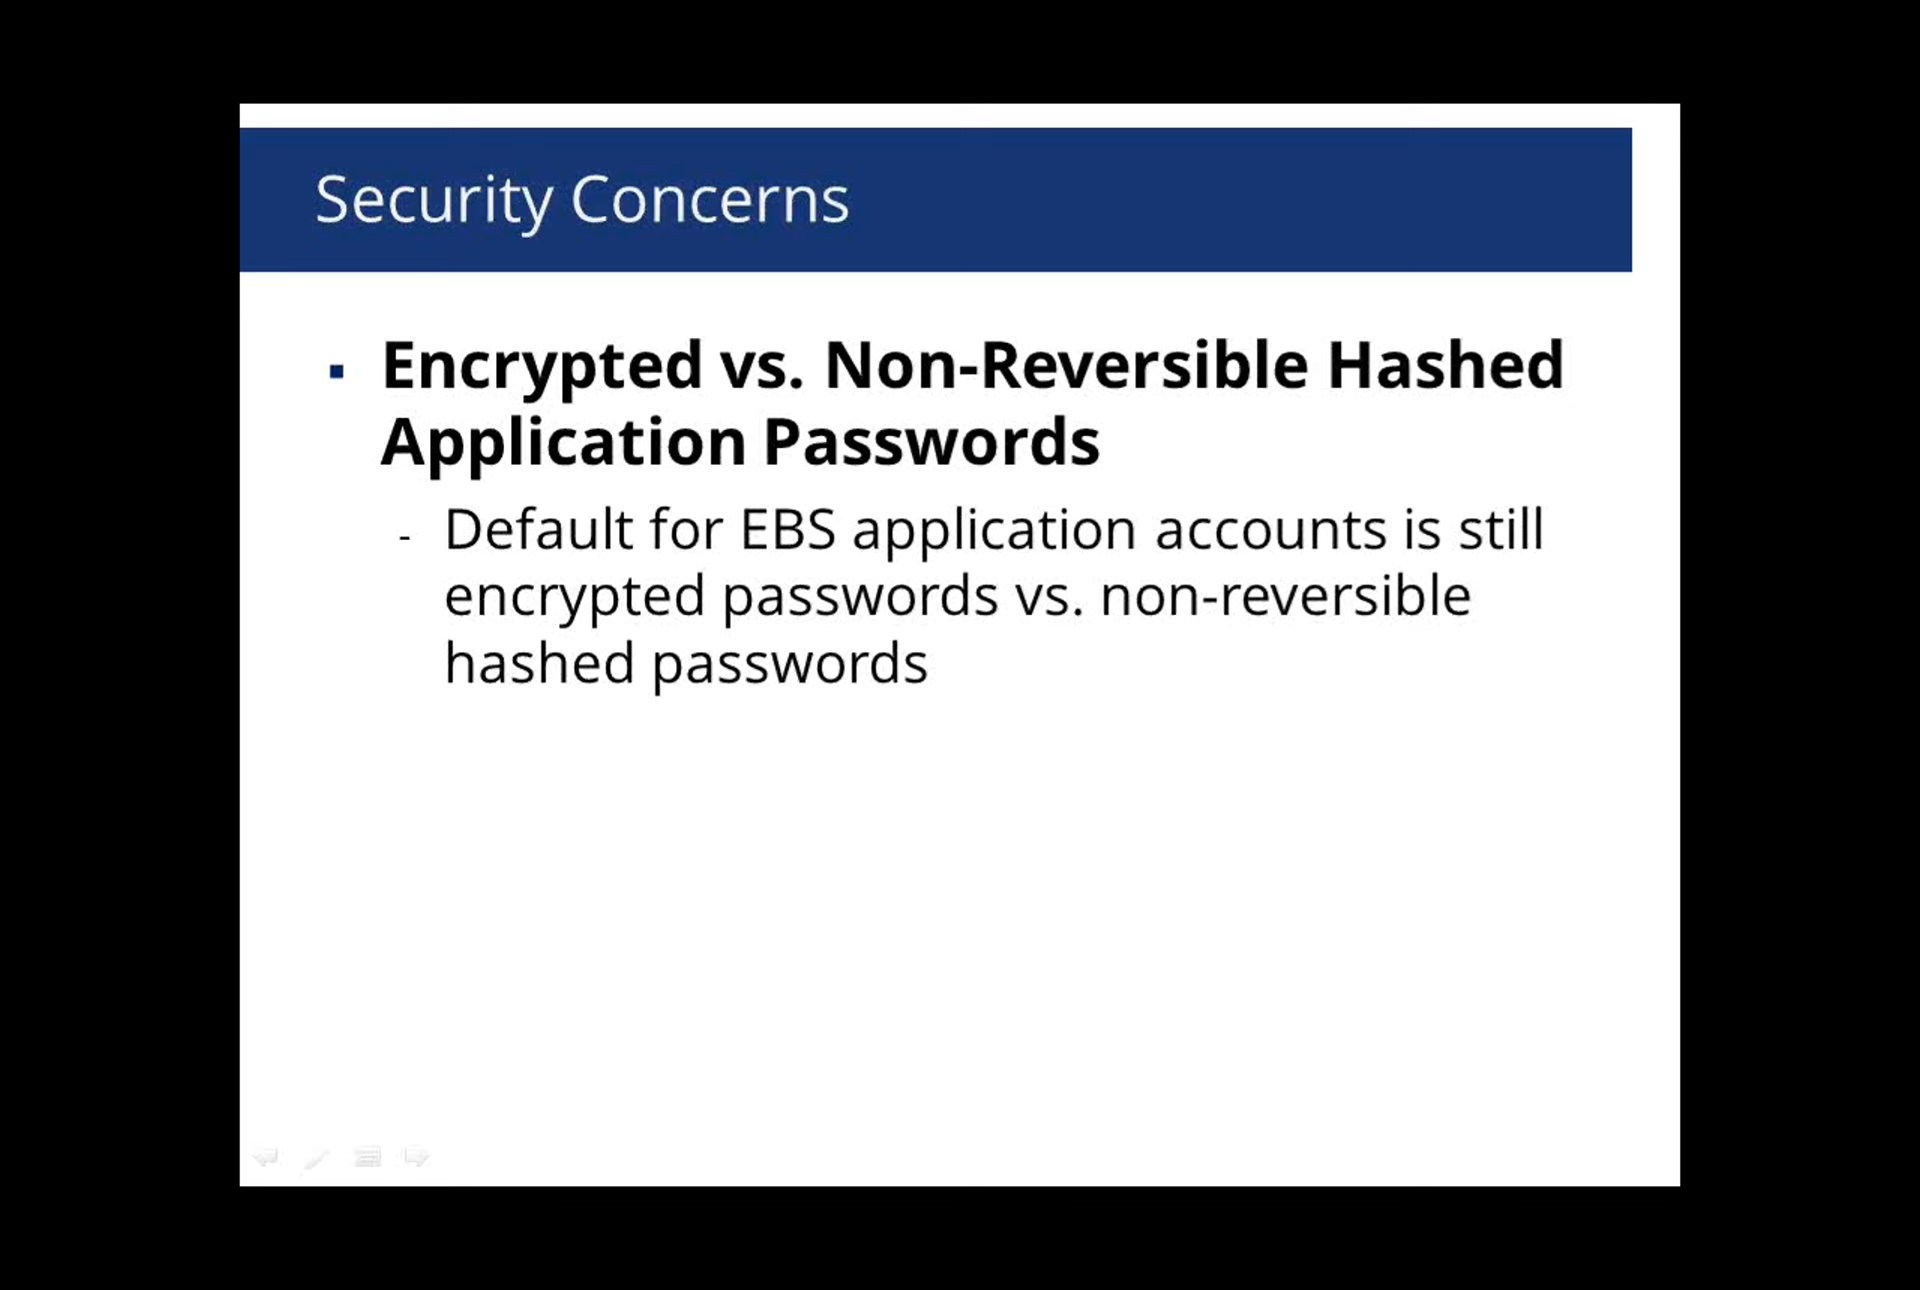 Security Concerns
▪ Encrypted vs. Non-Reversible Hashed
Application Passwords
- Default for EBS application accounts is still
encrypted passwords vs. non-reversible
hashed passwords